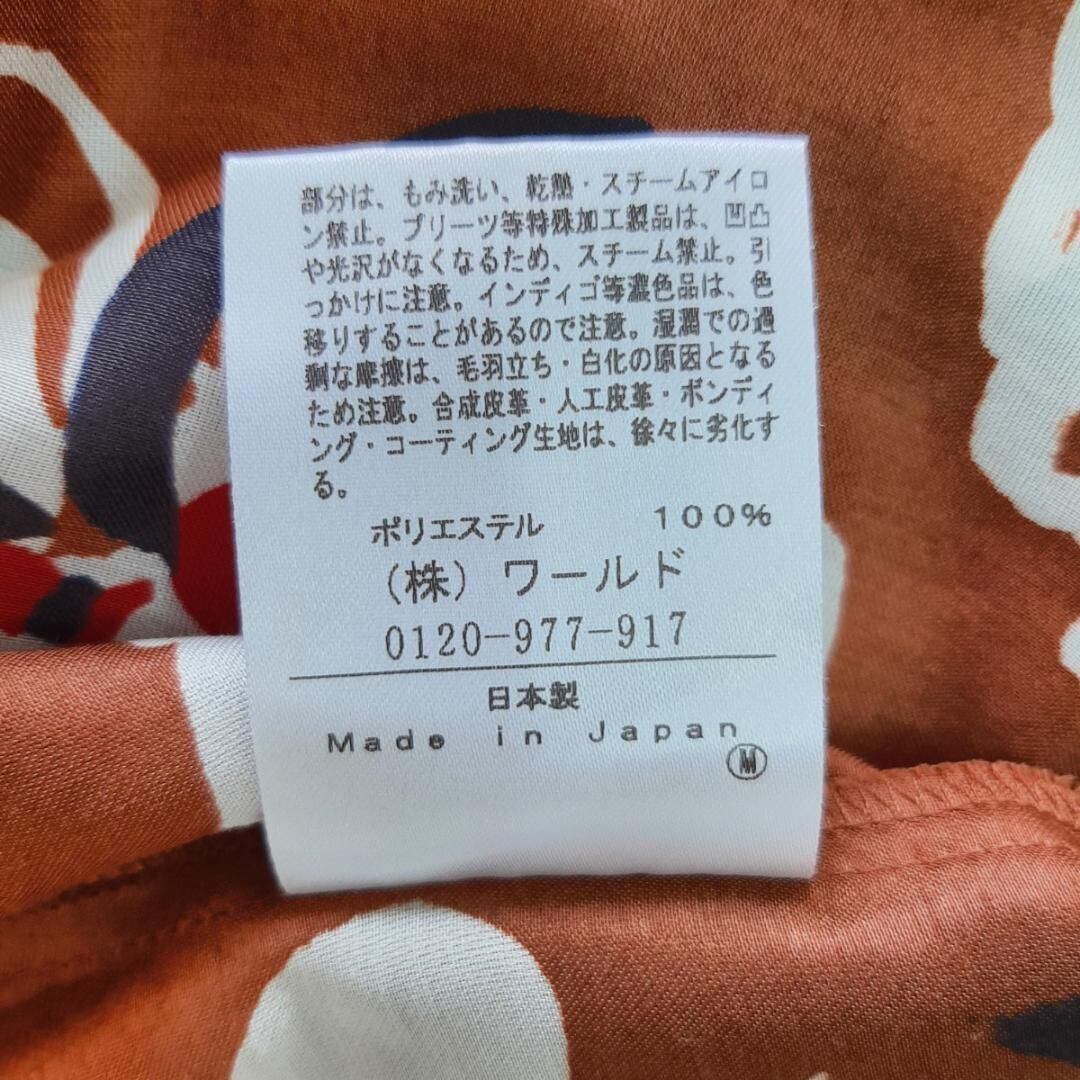 部分は、もみ洗い、乾熱・スチームアイロ
ン禁止。プリーツ等特殊加工製品は、凹凸
や光沢がなくなるため、スチーム禁止。引
っかけに注意。インディゴ等濃色品は、色
移りすることがあるので注意。湿潤での過
剰な摩擦は、毛羽立ち・白化の原因となる
ため注意。合成皮革・人工皮革・ボンディ
ング・コーティング生地は、徐々に劣化す
る。
ポリエステル 100%
(株) ワールド
0120-977-917
日本製
Made in Japan
M